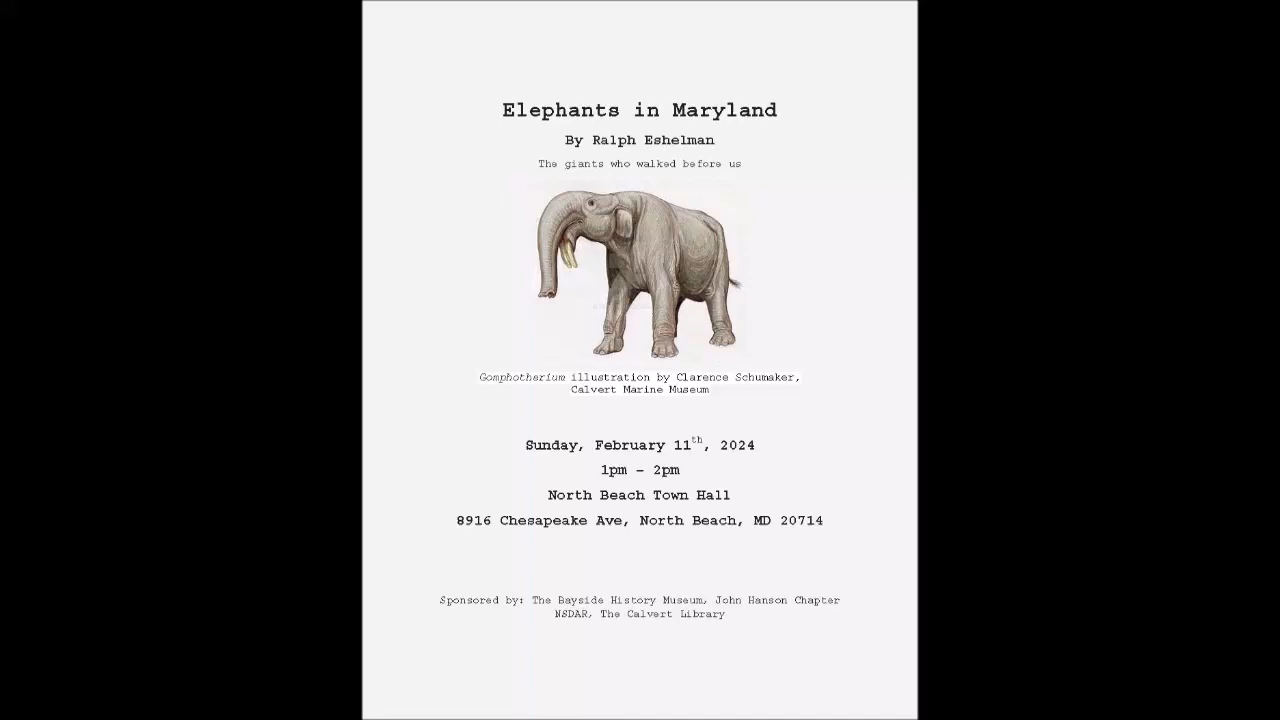 Elephants in Maryland
By Ralph Eshelman
The giants who walked before us
Gomphotherium illustration by Clarence Schumaker,
Calvert Marine Museum
Sunday, February 11th, 2024
1pm – 2pm
North Beach Town Hall
8916 Chesapeake Ave, North Beach, MD 20714
Sponsored by: The Bayside History Museum, John Hanson Chapter
NSDAR, The Calvert Library